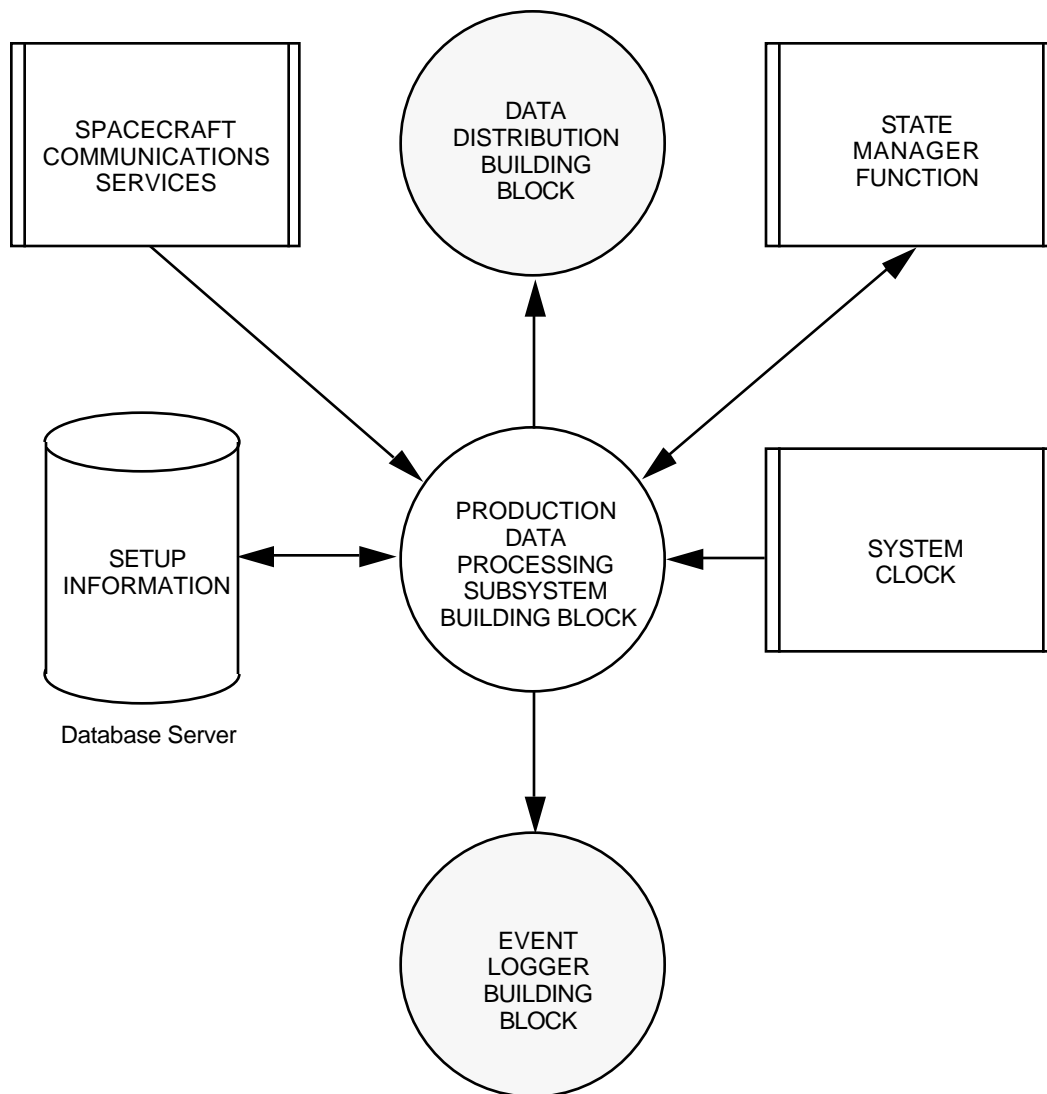 SPACECRAFT
COMMUNICATIONS
SERVICES
DATA
DISTRIBUTION
BUILDING
BLOCK
STATE
MANAGER
FUNCTION
SETUP
INFORMATION
Database Server
PRODUCTION
DATA
PROCESSING
SUBSYSTEM
BUILDING BLOCK
SYSTEM
CLOCK
EVENT
LOGGER
BUILDING
BLOCK